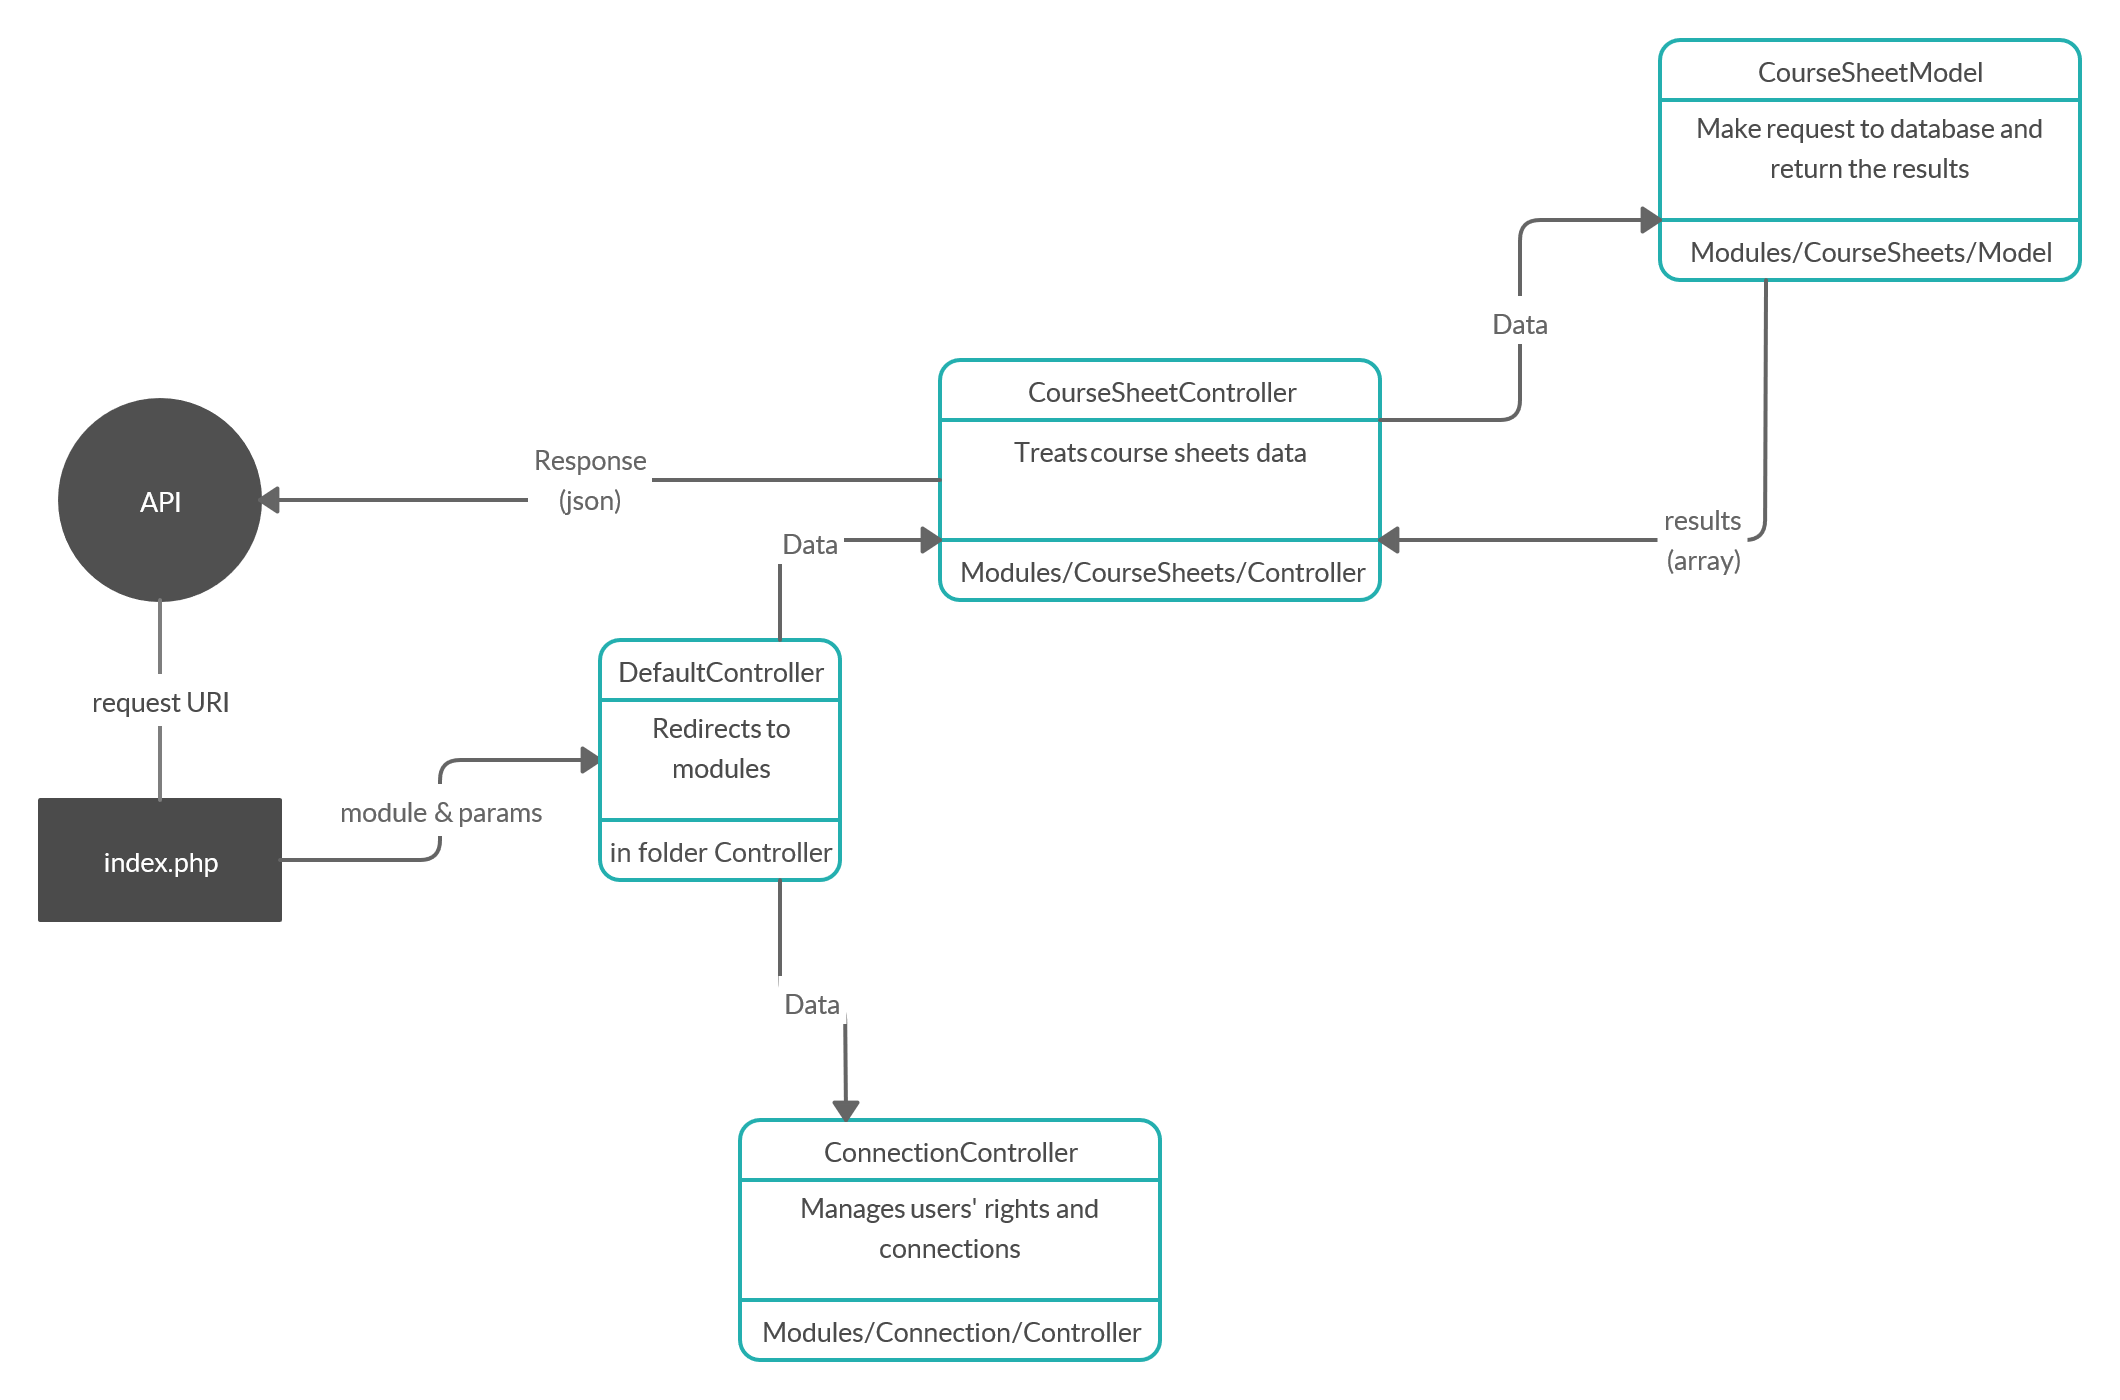 CourseSheetModel
Make request to database and
return the results
Modules/CourseSheets/Model
Data
CourseSheetController
Treats course sheets data
Modules/CourseSheets/Controller
Response
(json)
API
results
(array)
Data
request URI
DefaultController
Redirects to
modules
in folder Controller
module & params
index.php
Data
ConnectionController
Manages users' rights and
connections
Modules/Connection/Controller